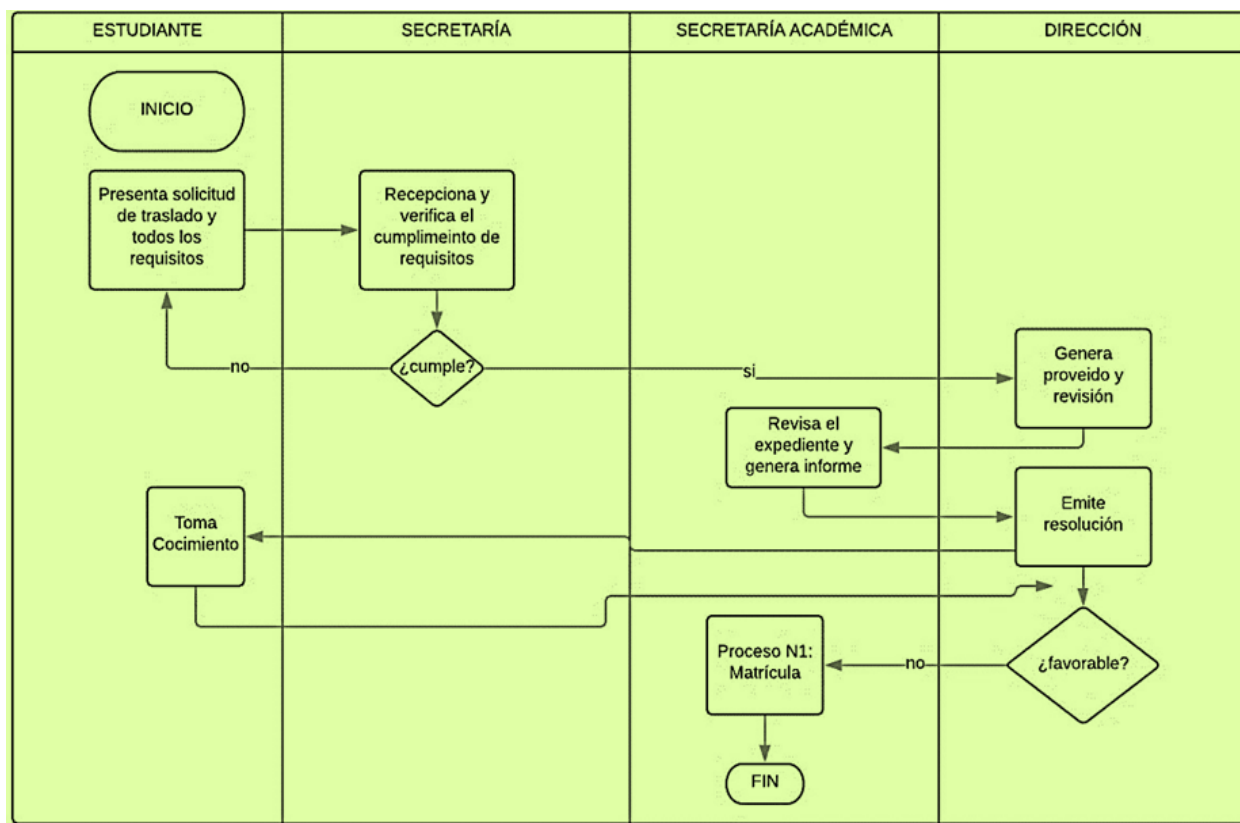 ESTUDIANTE
SECRETARÍA
SECRETARÍA ACADÉMICA
DIRECCIÓN
INICIO
Presenta solicitud
de traslado y
todos los
requisitos
Recepciona y
verifica el
cumplimeinto de
requisitos
no
¿cumple?
si
Genera
proveido y
revisión
Revisa el
expediente y
genera informe
Toma
Cocimiento
Emite
resolución
Proceso N1:
Matrícula
no
¿favorable?
FIN